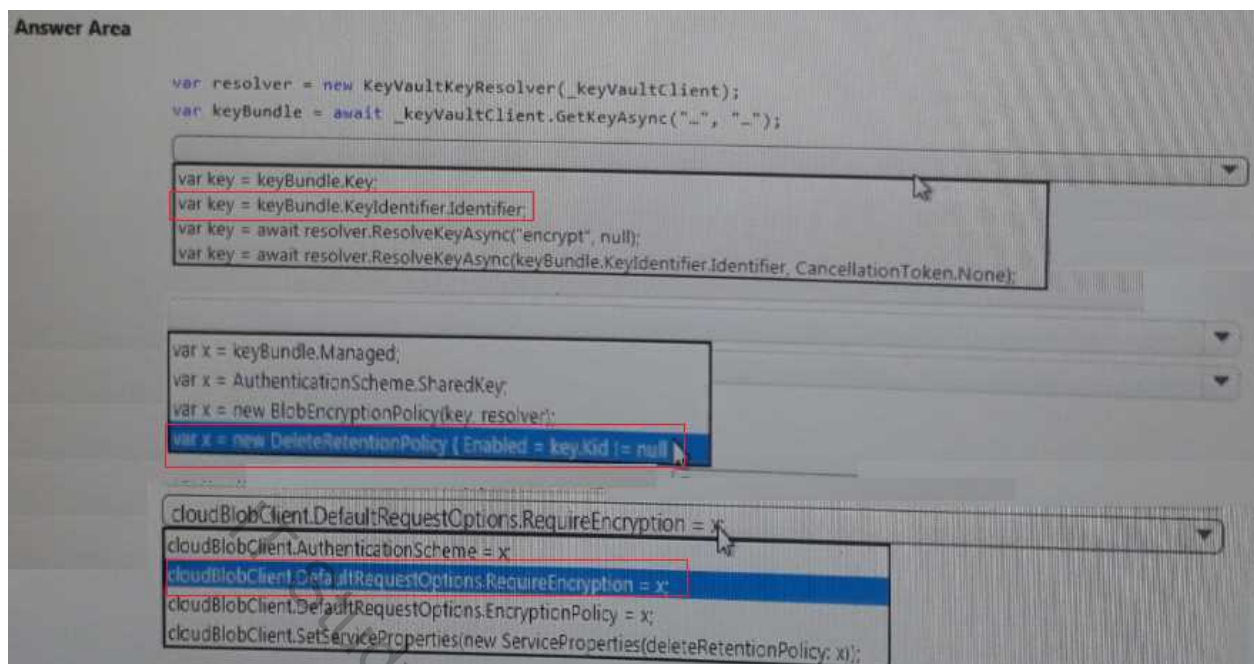 Answer Area
var resolver = new KeyVaultKeyResolver(_keyVaultClient);
var keyBundle = await _keyVaultClient.GetKeyAsync("…", "…");
var key = keyBundle.Key;
var key = keyBundle.KeyIdentifier.Identifier;
var key = await resolver.ResolveKeyAsync("encrypt", null);
var key = await resolver.ResolveKeyAsync(keyBundle.KeyIdentifier.Identifier, CancellationToken.None);
var x = keyBundle.Managed;
var x = AuthenticationScheme.SharedKey;
var x = new BlobEncryptionPolicy(key, resolver);
var x = new DeleteRetentionPolicy { Enabled = key.Kid != null
cloudBlobClient.DefaultRequestOptions.RequireEncryption = x;
cloudBlobClient.AuthenticationScheme = x;
cloudBlobClient.DefaultRequestOptions.RequireEncryption = x;
cloudBlobClient.DefaultRequestOptions.EncryptionPolicy = x;
cloudBlobClient.SetServiceProperties(new ServiceProperties(deleteRetentionPolicy: x));